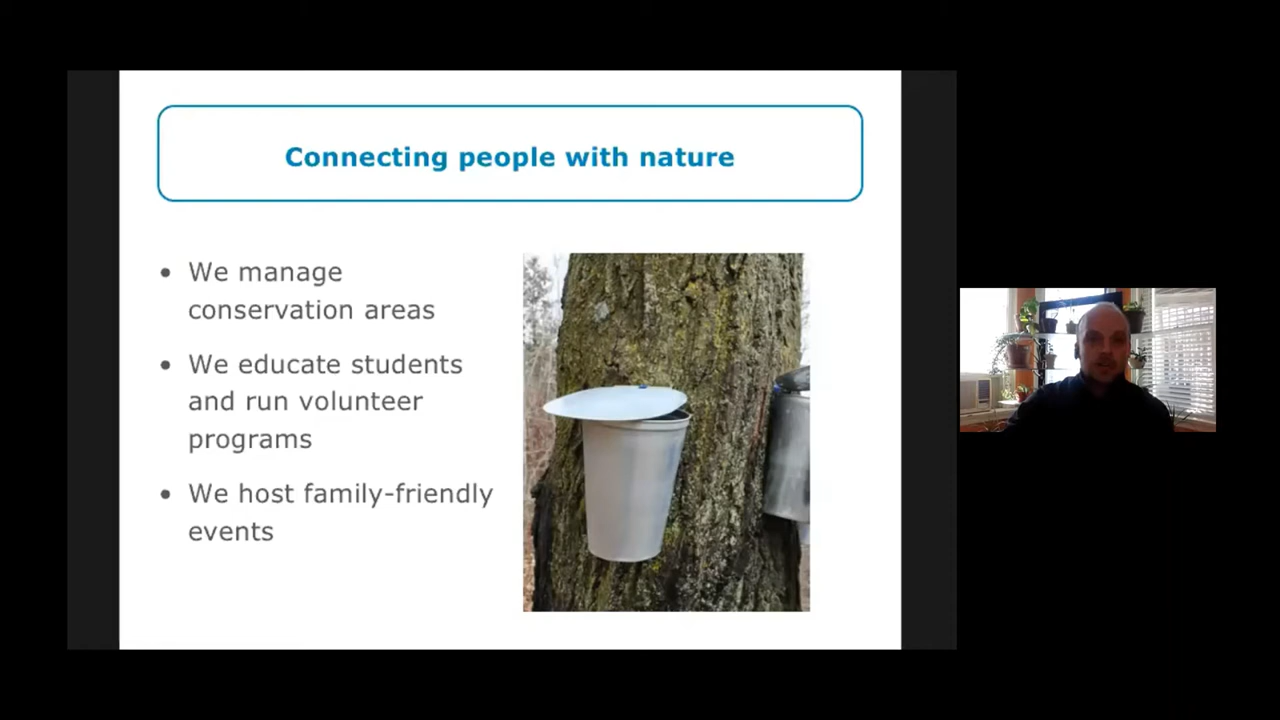 Connecting people with nature
• We manage
conservation areas
• We educate students
and run volunteer
programs
• We host family-friendly
events